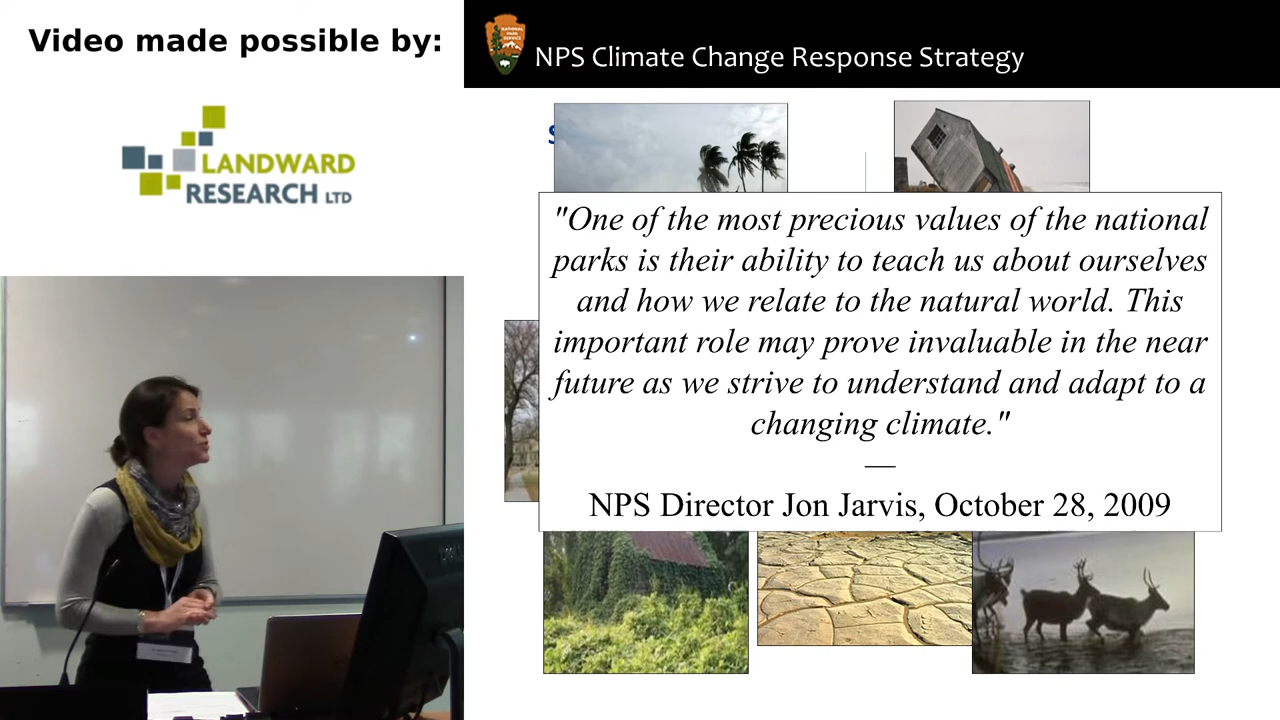 Video made possible by:
LANDWARD
RESEARCH LTD
NATIONAL
PARK
SERVICE
NPS Climate Change Response Strategy
"One of the most precious values of the national
parks is their ability to teach us about ourselves
and how we relate to the natural world. This
important role may prove invaluable in the near
future as we strive to understand and adapt to a
changing climate."
—
NPS Director Jon Jarvis, October 28, 2009